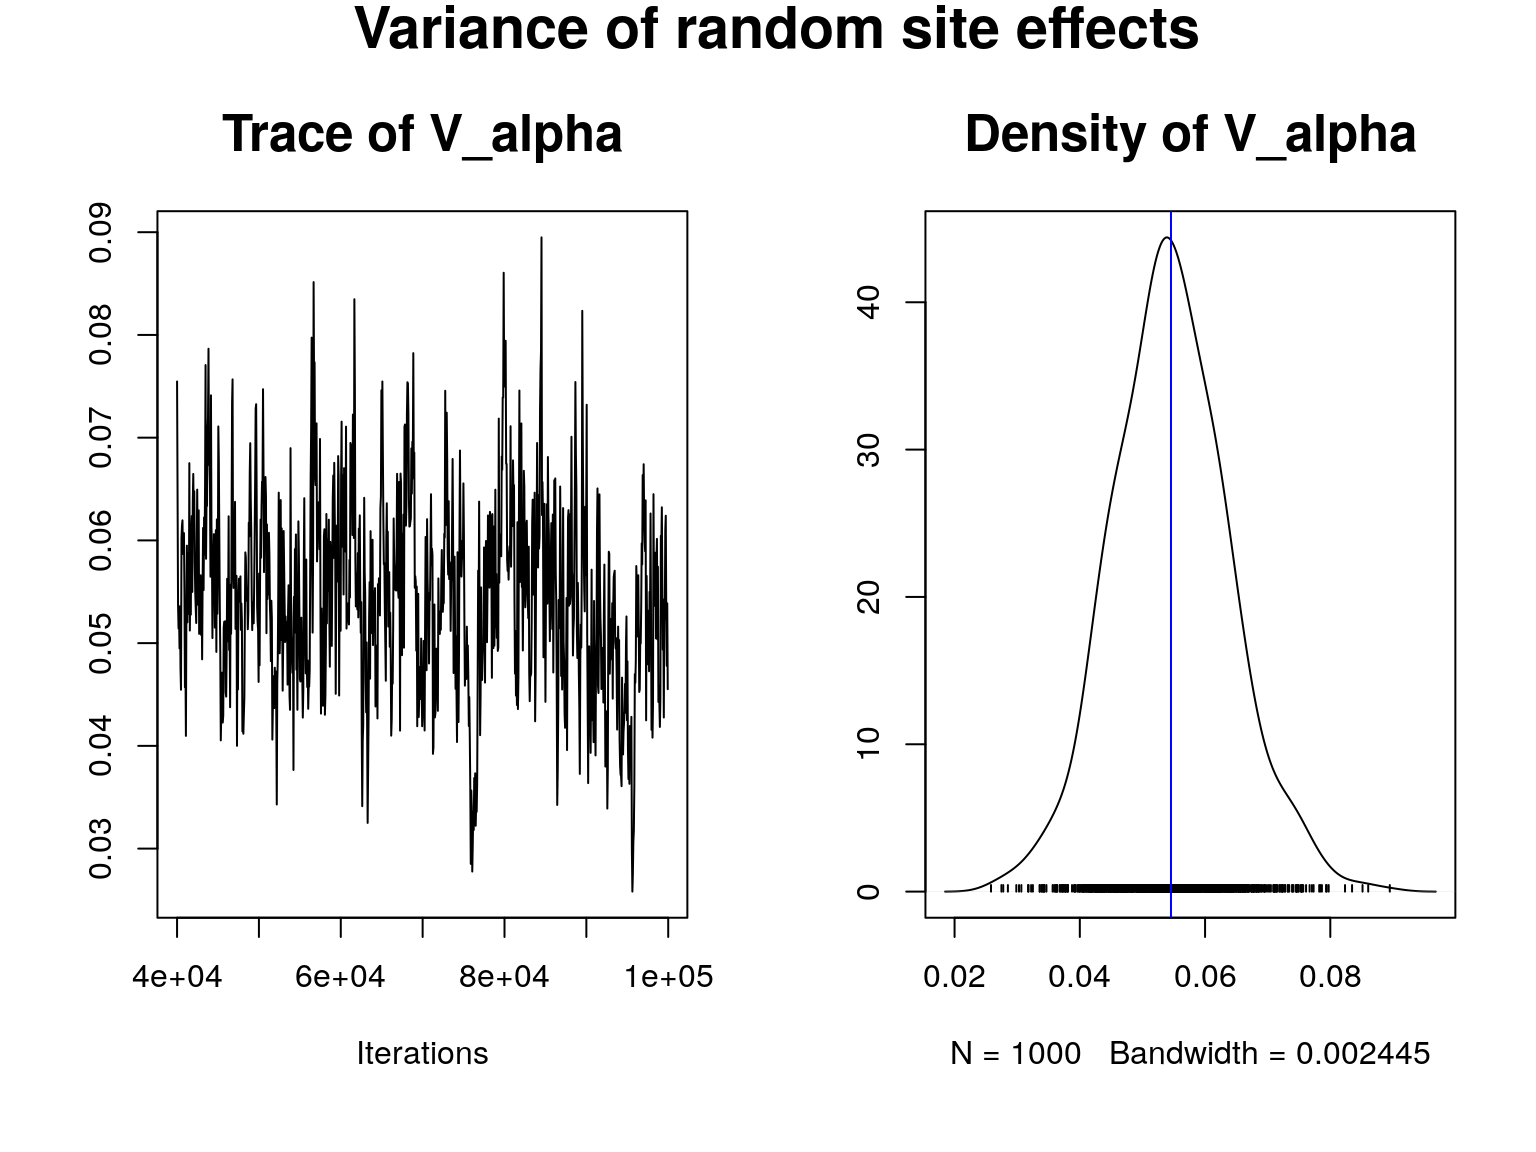 Variance of random site effects
Trace of V_alpha
0.09
0.08
0.07
0.06
0.05
0.04
0.03
4e+04 6e+04 8e+04 1e+05
Iterations
Density of V_alpha
40
30
20
10
0
0.02 0.04 0.06 0.08
N = 1000 Bandwidth = 0.002445